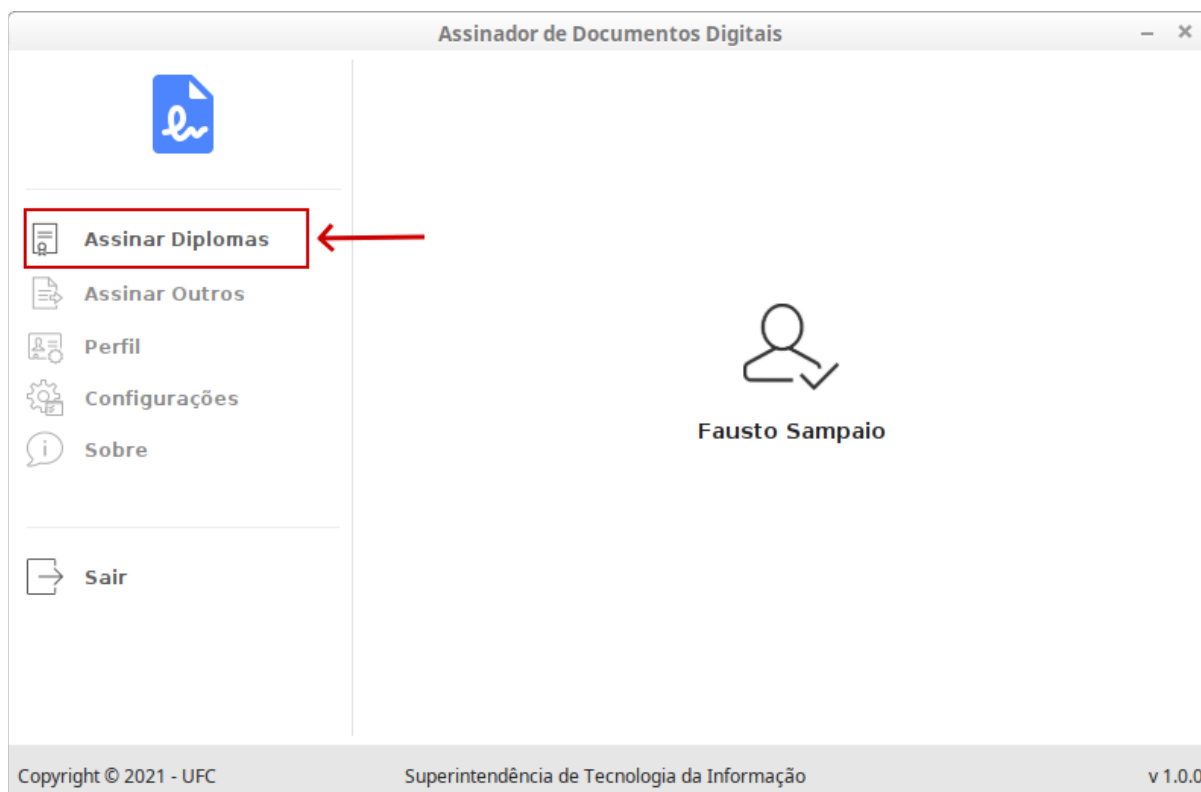 Assinador de Documentos Digitais
Assinar Diplomas
Assinar Outros
Perfil
Configurações
Sobre
Sair
Fausto Sampaio
Copyright © 2021 - UFC
Superintendência de Tecnologia da Informação
v 1.0.0